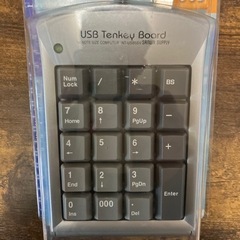 USB Tenkey Board
Num Lock / * BS
7 Home 8 ↑ 9 PgUp −
4 ← 5 6 → +
1 End 2 ↓ 3 PgDn Enter
0 Ins 000 . Del